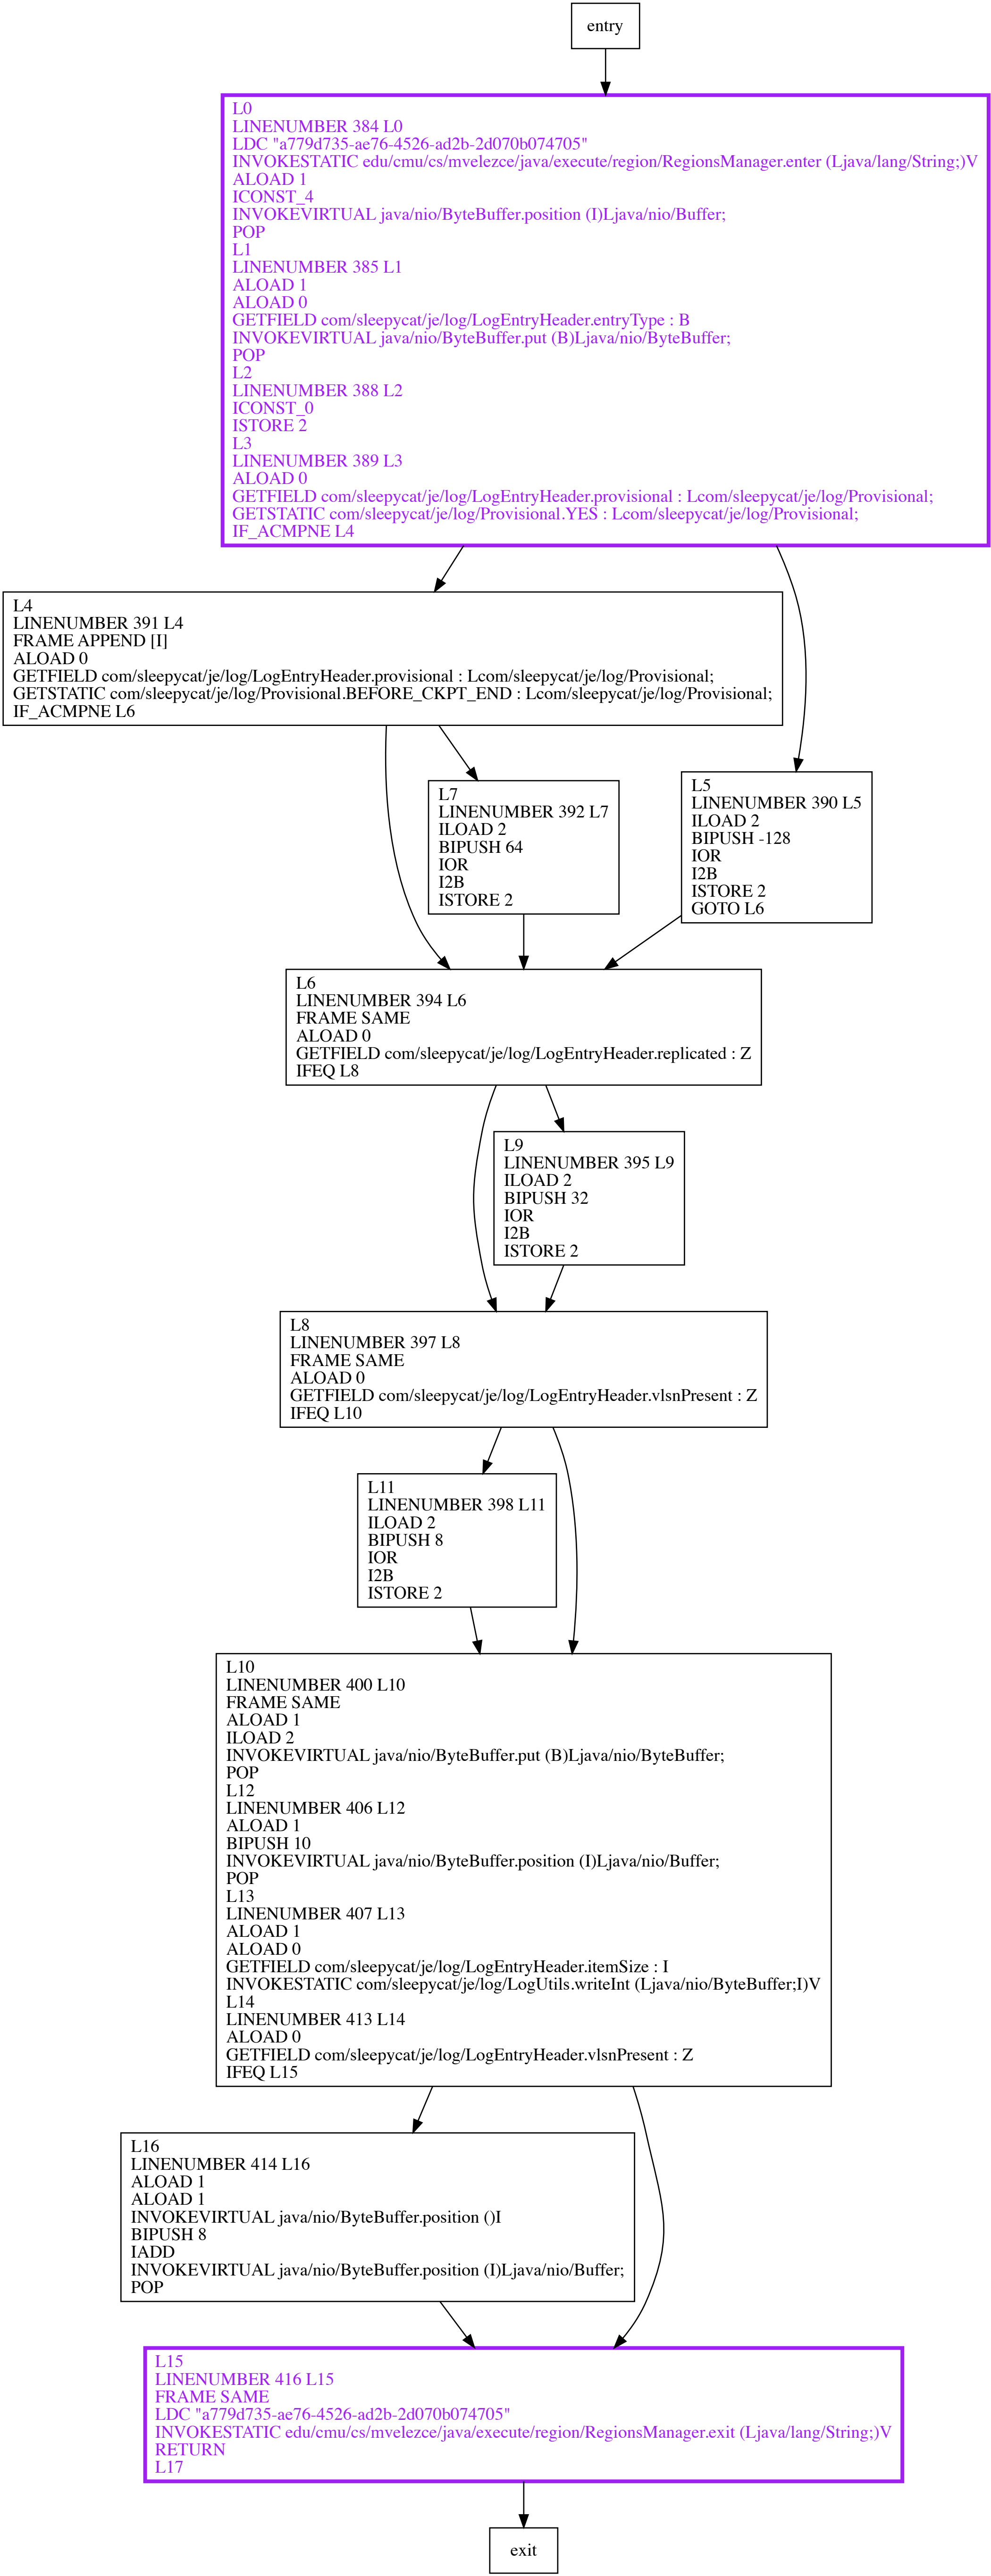 entry
L0
LINENUMBER 384 L0
LDC "a779d735-ae76-4526-ad2b-2d070b074705"
INVOKESTATIC edu/cmu/cs/mvelezce/java/execute/region/RegionsManager.enter (Ljava/lang/String;)V
ALOAD 1
ICONST_4
INVOKEVIRTUAL java/nio/ByteBuffer.position (I)Ljava/nio/Buffer;
POP
L1
LINENUMBER 385 L1
ALOAD 1
ALOAD 0
GETFIELD com/sleepycat/je/log/LogEntryHeader.entryType : B
INVOKEVIRTUAL java/nio/ByteBuffer.put (B)Ljava/nio/ByteBuffer;
POP
L2
LINENUMBER 388 L2
ICONST_0
ISTORE 2
L3
LINENUMBER 389 L3
ALOAD 0
GETFIELD com/sleepycat/je/log/LogEntryHeader.provisional : Lcom/sleepycat/je/log/Provisional;
GETSTATIC com/sleepycat/je/log/Provisional.YES : Lcom/sleepycat/je/log/Provisional;
IF_ACMPNE L4
L4
LINENUMBER 391 L4
FRAME APPEND [I]
ALOAD 0
GETFIELD com/sleepycat/je/log/LogEntryHeader.provisional : Lcom/sleepycat/je/log/Provisional;
GETSTATIC com/sleepycat/je/log/Provisional.BEFORE_CKPT_END : Lcom/sleepycat/je/log/Provisional;
IF_ACMPNE L6
L7
LINENUMBER 392 L7
ILOAD 2
BIPUSH 64
IOR
I2B
ISTORE 2
L5
LINENUMBER 390 L5
ILOAD 2
BIPUSH -128
IOR
I2B
ISTORE 2
GOTO L6
L6
LINENUMBER 394 L6
FRAME SAME
ALOAD 0
GETFIELD com/sleepycat/je/log/LogEntryHeader.replicated : Z
IFEQ L8
L9
LINENUMBER 395 L9
ILOAD 2
BIPUSH 32
IOR
I2B
ISTORE 2
L8
LINENUMBER 397 L8
FRAME SAME
ALOAD 0
GETFIELD com/sleepycat/je/log/LogEntryHeader.vlsnPresent : Z
IFEQ L10
L11
LINENUMBER 398 L11
ILOAD 2
BIPUSH 8
IOR
I2B
ISTORE 2
L10
LINENUMBER 400 L10
FRAME SAME
ALOAD 1
ILOAD 2
INVOKEVIRTUAL java/nio/ByteBuffer.put (B)Ljava/nio/ByteBuffer;
POP
L12
LINENUMBER 406 L12
ALOAD 1
BIPUSH 10
INVOKEVIRTUAL java/nio/ByteBuffer.position (I)Ljava/nio/Buffer;
POP
L13
LINENUMBER 407 L13
ALOAD 1
ALOAD 0
GETFIELD com/sleepycat/je/log/LogEntryHeader.itemSize : I
INVOKESTATIC com/sleepycat/je/log/LogUtils.writeInt (Ljava/nio/ByteBuffer;I)V
L14
LINENUMBER 413 L14
ALOAD 0
GETFIELD com/sleepycat/je/log/LogEntryHeader.vlsnPresent : Z
IFEQ L15
L16
LINENUMBER 414 L16
ALOAD 1
ALOAD 1
INVOKEVIRTUAL java/nio/ByteBuffer.position ()I
BIPUSH 8
IADD
INVOKEVIRTUAL java/nio/ByteBuffer.position (I)Ljava/nio/Buffer;
POP
L15
LINENUMBER 416 L15
FRAME SAME
LDC "a779d735-ae76-4526-ad2b-2d070b074705"
INVOKESTATIC edu/cmu/cs/mvelezce/java/execute/region/RegionsManager.exit (Ljava/lang/String;)V
RETURN
L17
exit